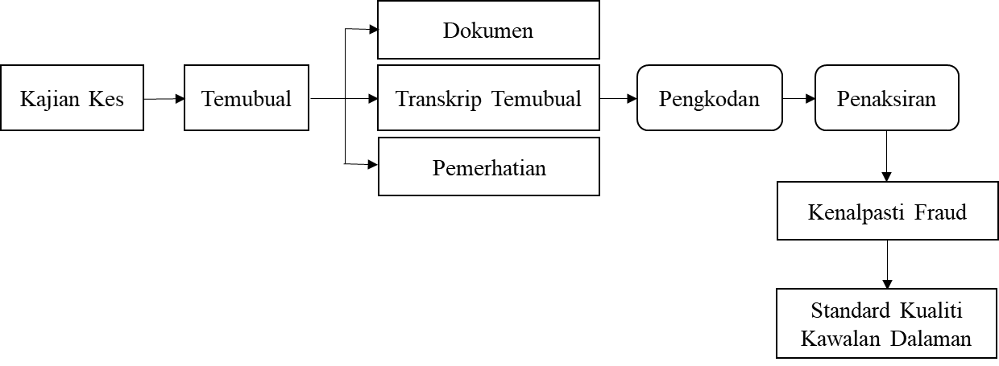 Kajian Kes
Temubual
Dokumen
Transkrip Temubual
Pemerhatian
Pengkodan
Penaksiran
Kenalpasti Fraud
Standard Kualiti
Kawalan Dalaman